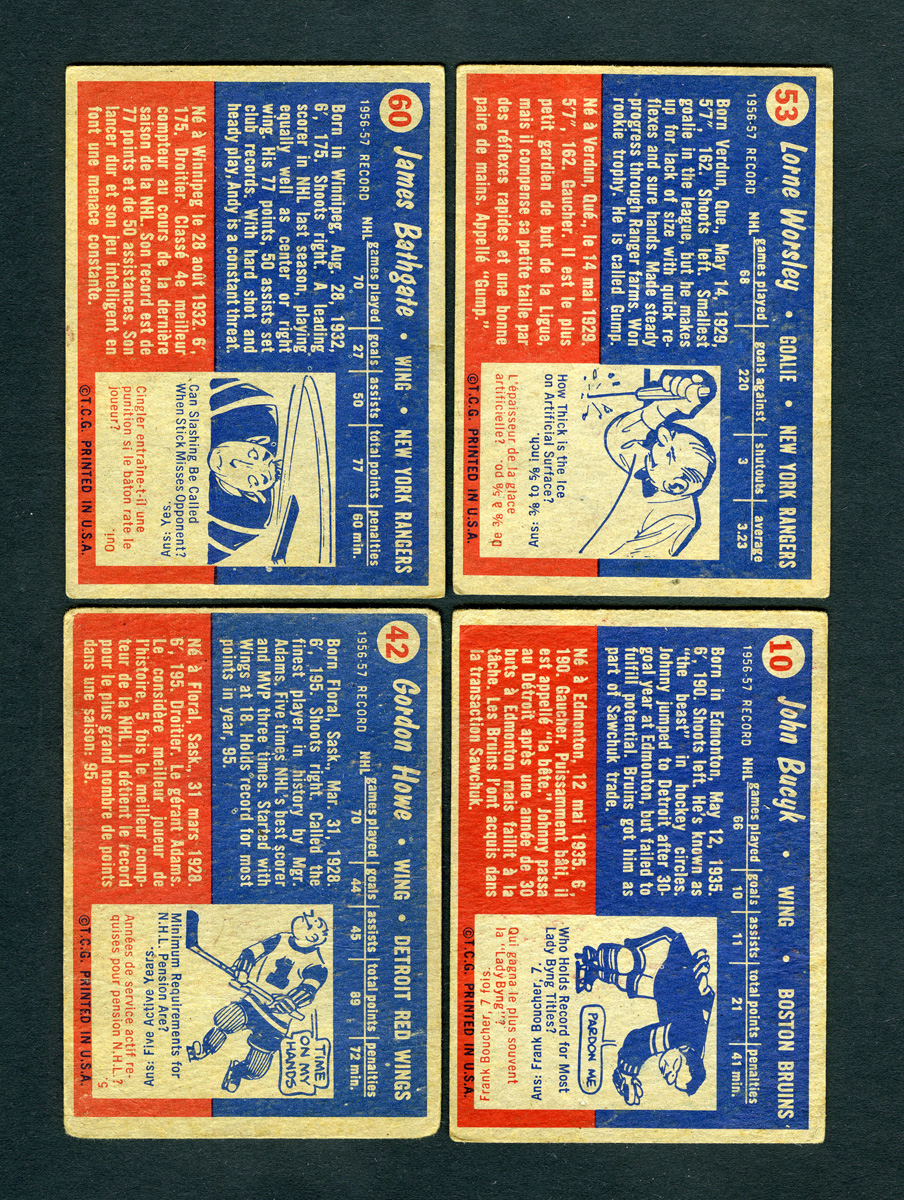 53 Lorne Worsley • GOALIE • NEW YORK RANGERS
1956-57 RECORD NHL games played goals against shutouts average
68 220 3 3.23
Born Verdun, Que., May 14, 1929,
5'7", 162. Shoots left. Smallest
goalie in the league, but he makes
up for lack of size with quick re-
flexes and sure hands. Made steady
progress through Ranger farms. Won
rookie trophy, he is called Gump.
Né à Verdun, Qué., le 14 mai 1929.
5'7", 162. Gaucher. Il est le plus
petit gardien de but de la Ligue,
mais il compense sa petite taille par
des réflexes rapides et une bonne
paire de mains. Appellé "Gump."
How Thick is the Ice
on Artificial Surface?
Ans: ⅜ to ⅝ inch.
L'épaisseur de la glace
artificielle?
De ⅜ à ⅝ po.
©T.C.G. PRINTED IN U.S.A.
60 James Bathgate • WING • NEW YORK RANGERS
1956-57 RECORD NHL games played goals assists total points penalties
70 27 50 77 60 min.
Born in Winnipeg, Aug. 28, 1932,
6', 175. Shoots right. A leading
scorer in NHL last season, playing
equally well as center or right
wing. His 77 points, 50 assists set
club records. With hard shot and
heady play, Andy is a constant threat.
Né à Winnipeg le 28 août 1932. 6',
175. Droitier. Classé 4e meilleur
compteur au cours de la dernière
saison de la NHL. Son record est de
77 points et de 50 assistances. Son
lancer dur et son jeu intelligent en
font une menace constante.
Can Slashing Be Called
When Stick Misses Opponent?
Ans: Yes.
Cingler entraîne-t-il une
punition si le bâton rate le
joueur?
Oui.
©T.C.G. PRINTED IN U.S.A.
10 John Bucyk • WING • BOSTON BRUINS
1956-57 RECORD NHL games played goals assists total points penalties
66 10 11 21 41 min.
Born in Edmonton, May 12, 1935.
6', 190. Shoots left. He's known as
"the beast" in hockey circles.
Johnny jumped to Detroit after 30-
goal year at Edmonton, but failed to
fulfill potential. Bruins got him as
part of Sawchuk trade.
Né à Edmonton, 12 mai 1935. 6',
190. Gaucher. Puissamment bâti, il
est appellé "la bête." Johnny passa
au Détroit après une année de 30
buts à Edmonton mais faillit à la
tâche. Les Bruins l'ont acquis dans
la transaction Sawchuk.
PARDON ME
Who Holds Record for Most
Lady Byng Titles?
Ans: Frank Boucher, 7.
Qui gagna le plus souvent
la "Lady Byng"?
Frank Boucher, 7 fois.
©T.C.G. PRINTED IN U.S.A.
42 Gordon Howe • WING • DETROIT RED WINGS
1956-57 RECORD NHL games played goals assists total points penalties
70 44 45 89 72 min.
Born Floral, Sask., Mar. 31, 1928.
6', 195. Shoots right. Called the
finest player in history by Mgr.
Adams. Five times NHL's best scorer
and MVP three times. Started with
Wings at 18. Holds record for most
points in year, 95.
Né à Floral, Sask., 31 mars 1928.
6', 195. Droitier. Le gérant Adams.
Le considère meilleur joueur de
l'histoire. 5 fois le meilleur comp-
teur de la NHL. Il détient le record
pour le plus grand nombre de points
dans une saison: 95.
TIME
ON MY
HANDS
Minimum Requirements for
N.H.L. Pension Are?
Ans: Five Active Years.
Années de service actif re-
quises pour pension N.H.L.?
5.
©T.C.G. PRINTED IN U.S.A.